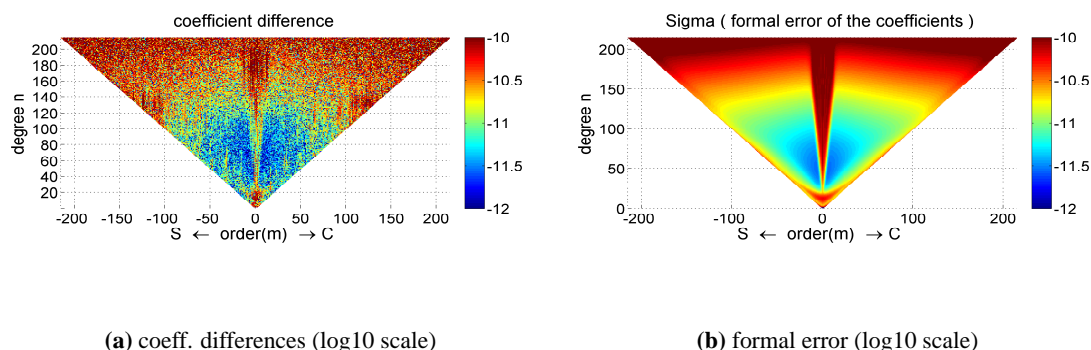 coefficient difference
degree n
200
180
160
140
120
100
80
60
40
20
-200 -150 -100 -50 0 50 100 150 200
S ← order(m) → C
-10
-10.5
-11
-11.5
-12
Sigma ( formal error of the coefficients )
degree n
200
150
100
50
0
-200 -100 0 100 200
S ← order(m) → C
-10
-10.5
-11
-11.5
-12
(a) coeff. differences (log10 scale)
(b) formal error (log10 scale)